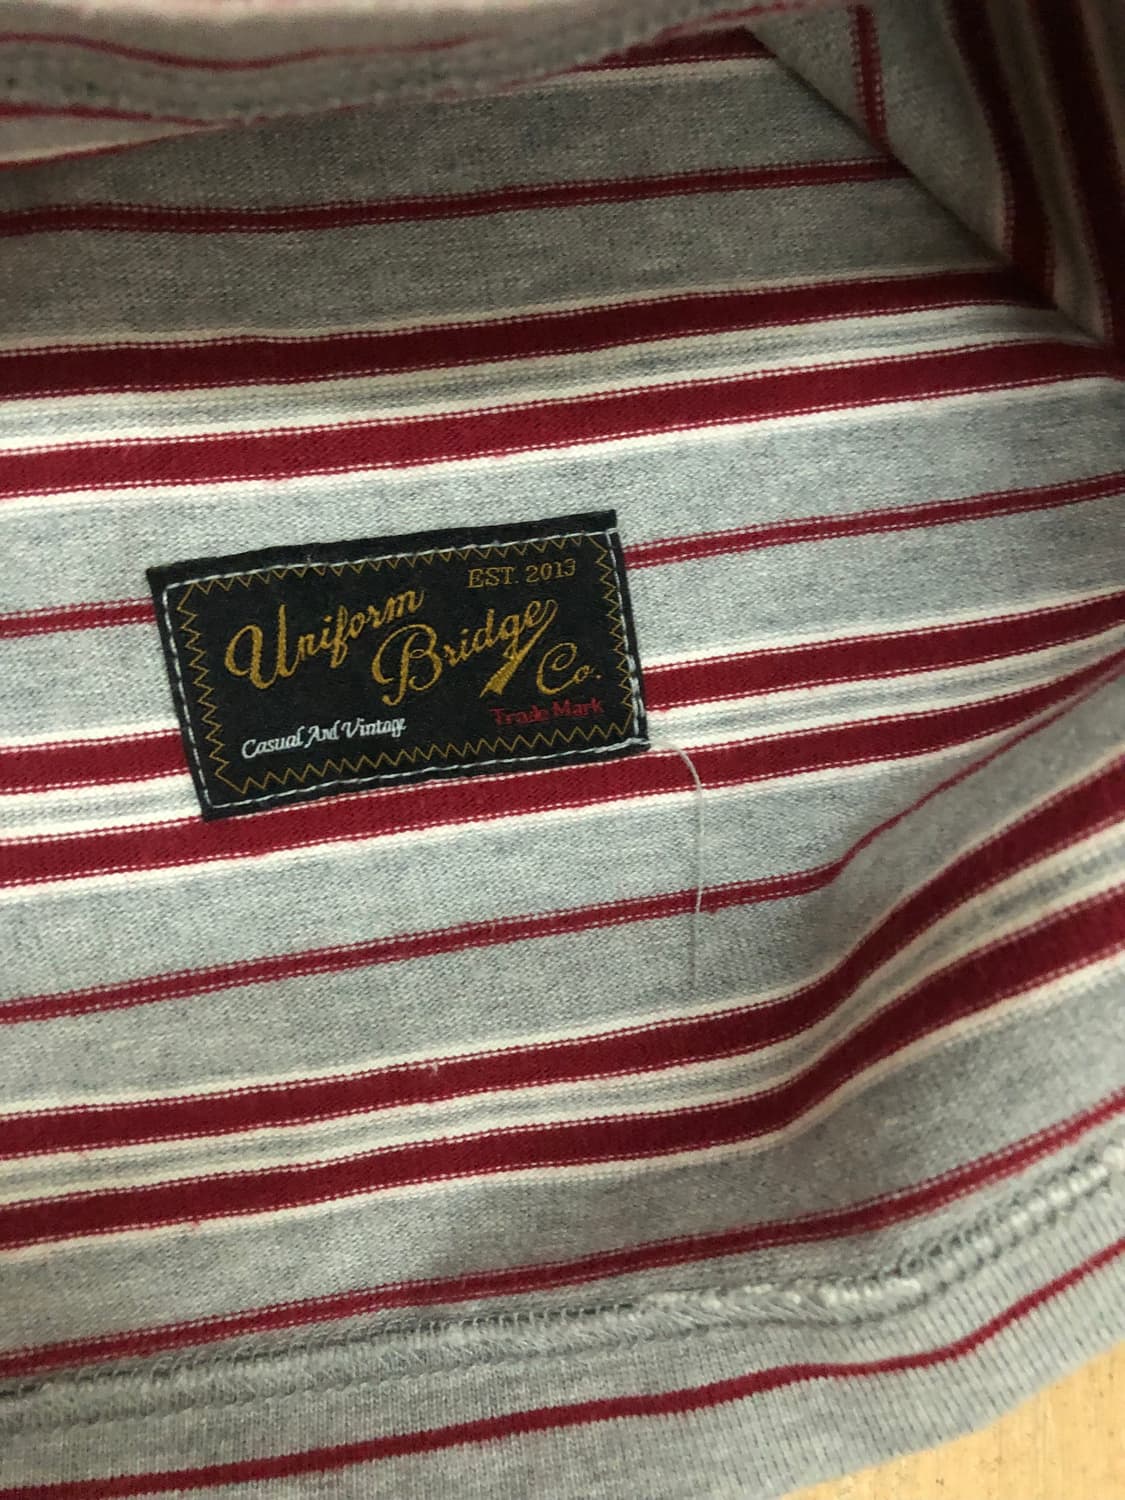 EST. 2013
Uniform
Bridge
Co.
Casual And Vintage
Trade Mark